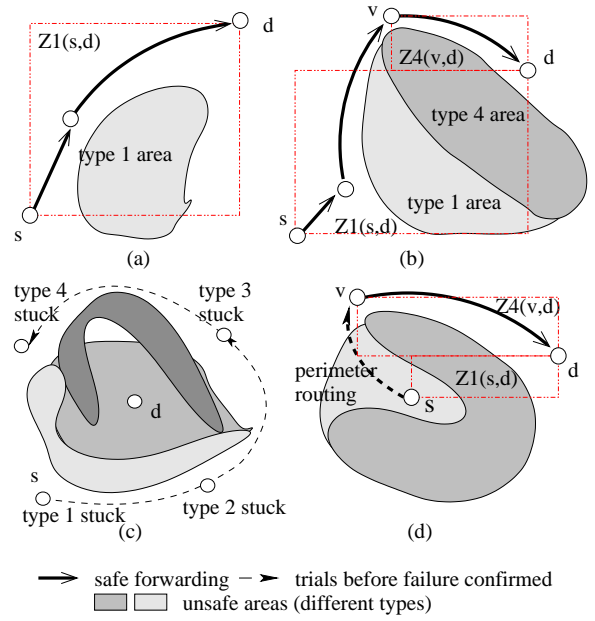 d
Z1(s,d)
type 1 area
s
(a)
v
Z4(v,d)
d
type 4 area
type 1 area
s
Z1(s,d)
(b)
type 4
stuck
type 3
stuck
d
s
type 1 stuck
type 2 stuck
(c)
v
Z4(v,d)
d
perimeter
routing
Z1(s,d)
s
(d)
safe forwarding
trials before failure confirmed
unsafe areas (different types)